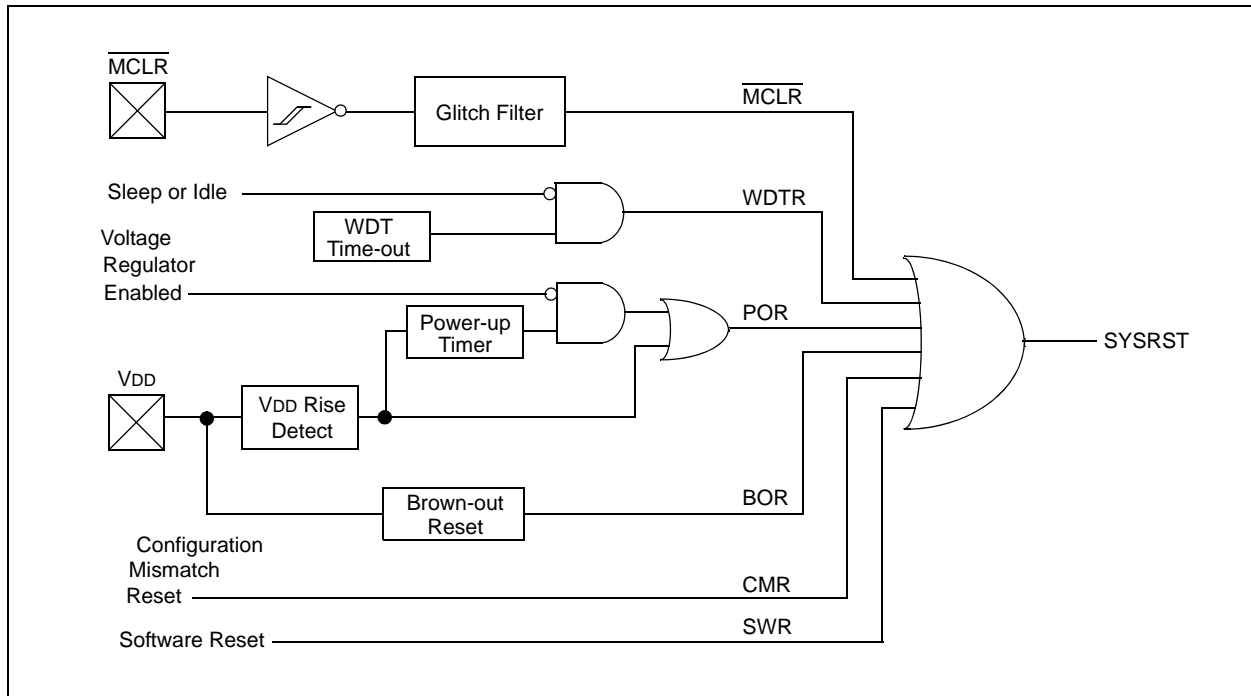 MCLR
Glitch Filter
MCLR
Sleep or Idle
WDTR
WDT
Time-out
Voltage
Regulator
Enabled
Power-up
Timer
POR
SYSRST
VDD
VDD Rise
Detect
Brown-out
Reset
BOR
Configuration
Mismatch
Reset
CMR
Software Reset
SWR